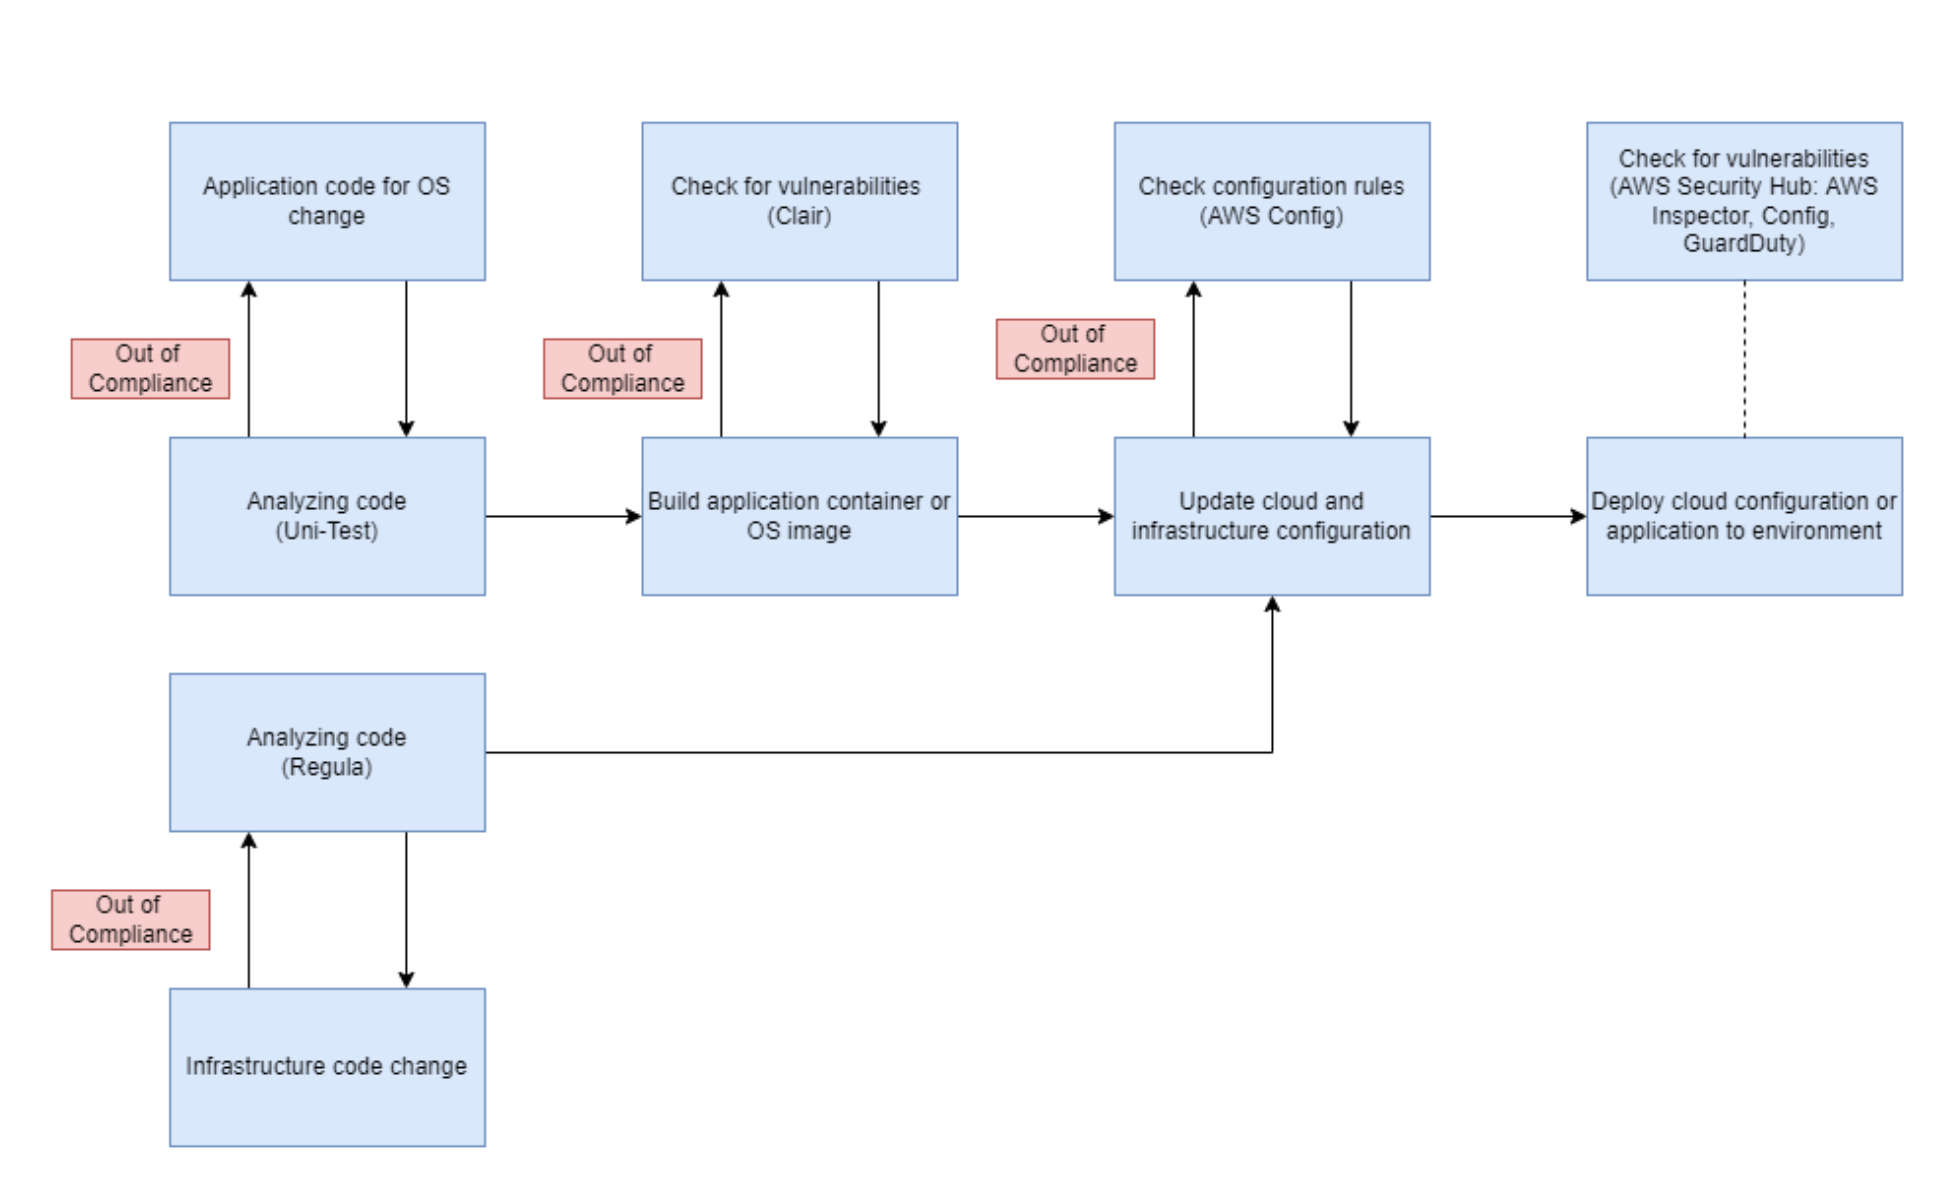 Application code for OS
change
Check for vulnerabilities
(Clair)
Check configuration rules
(AWS Config)
Check for vulnerabilities
(AWS Security Hub: AWS
Inspector, Config,
GuardDuty)
Out of
Compliance
Out of
Compliance
Out of
Compliance
Analyzing code
(Uni-Test)
Build application container or
OS image
Update cloud and
infrastructure configuration
Deploy cloud configuration or
application to environment
Analyzing code
(Regula)
Out of
Compliance
Infrastructure code change